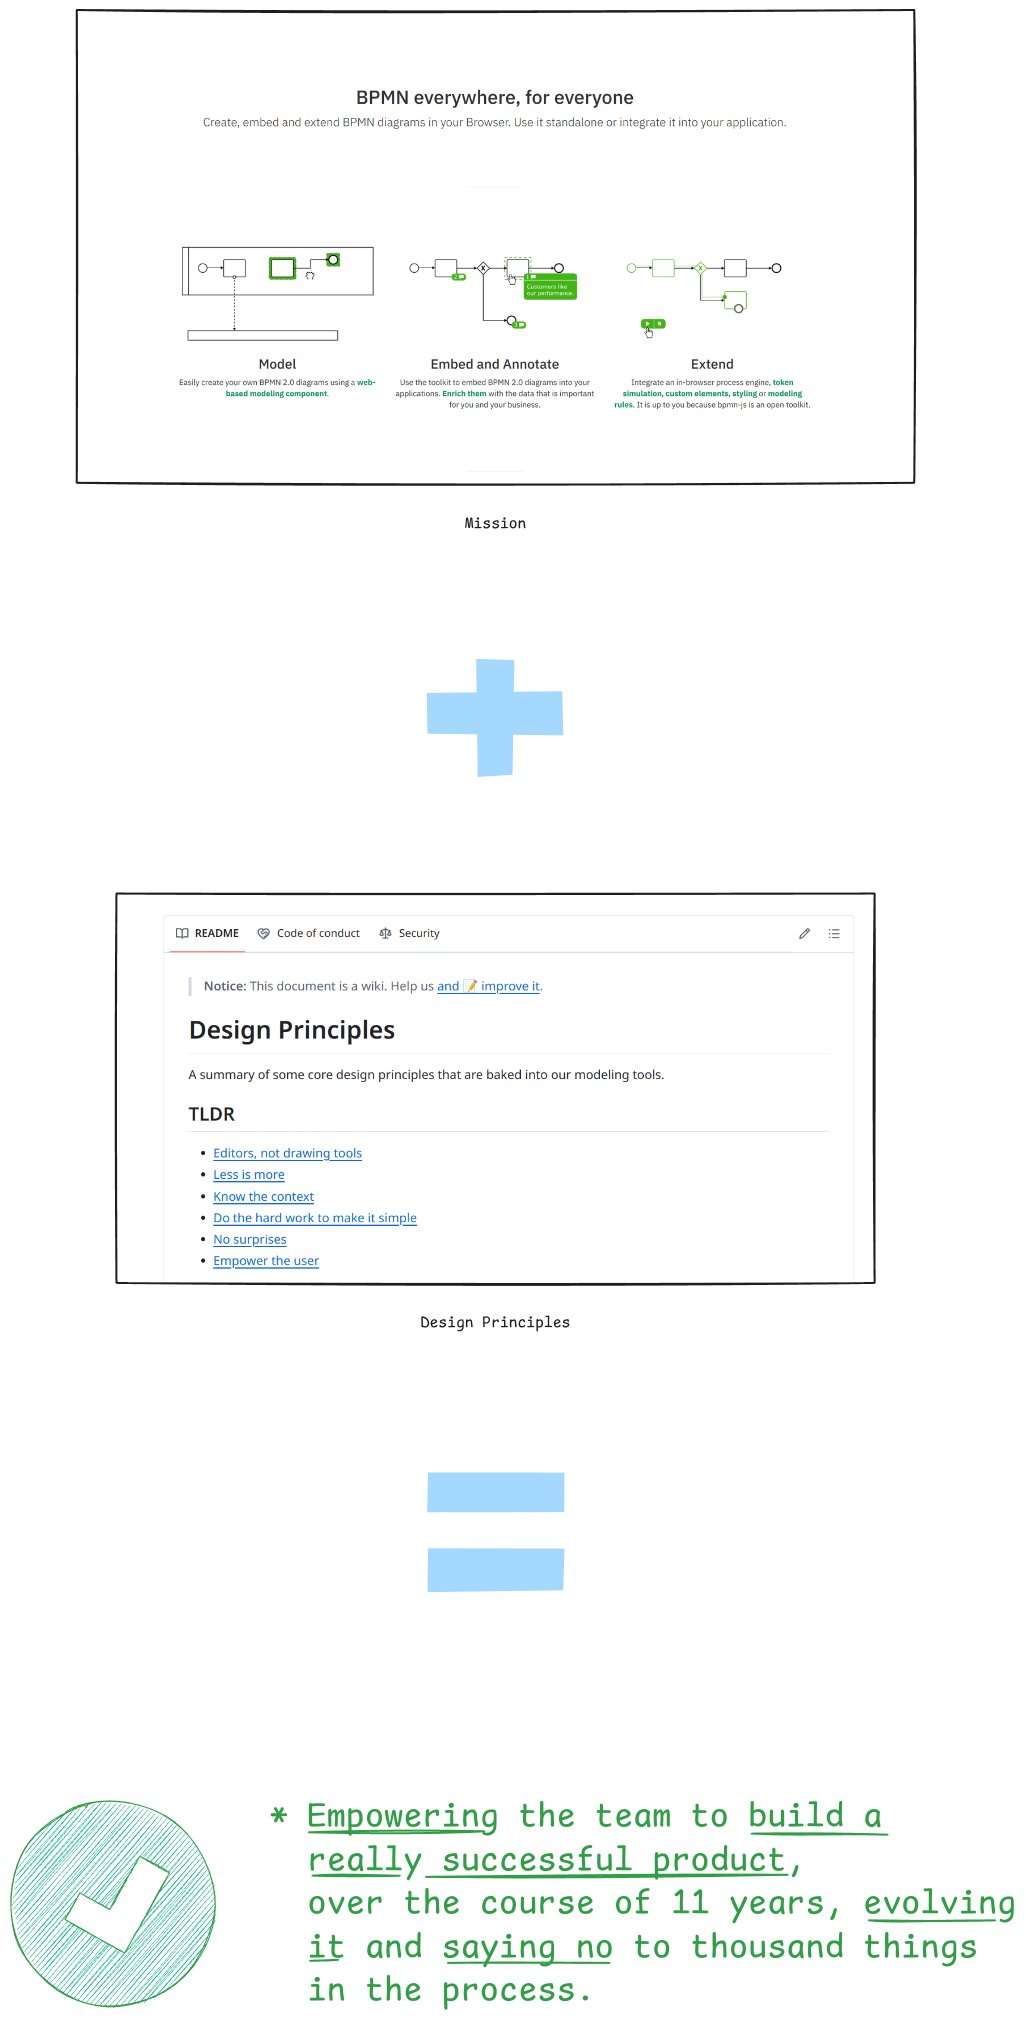 BPMN everywhere, for everyone
Create, embed and extend BPMN diagrams in your Browser. Use it standalone or integrate it into your application.
Customers like
our performance.
Model
Easily create your own BPMN 2.0 diagrams using a web-
based modeling component.
Embed and Annotate
Use the toolkit to embed BPMN 2.0 diagrams into your
applications. Enrich them with the data that is important
for you and your business.
Extend
Integrate an in-browser process engine, token
simulation, custom elements, styling or modeling
rules. It is up to you because bpmn-js is an open toolkit.
Mission
README Code of conduct Security
Notice: This document is a wiki. Help us and 📝 improve it.
Design Principles
A summary of some core design principles that are baked into our modeling tools.
TLDR
• Editors, not drawing tools
• Less is more
• Know the context
• Do the hard work to make it simple
• No surprises
• Empower the user
Design Principles
* Empowering the team to build a
really successful product,
over the course of 11 years, evolving
it and saying no to thousand things
in the process.